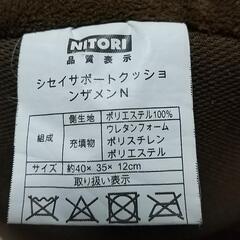 NITORI
品質表示
シセイサポートクッショ
ンザメンN
組成 側生地 ポリエステル100%
充填物 ウレタンフォーム
ポリスチレン
ポリエステル
サイズ 約40× 35× 12cm
取り扱い表示